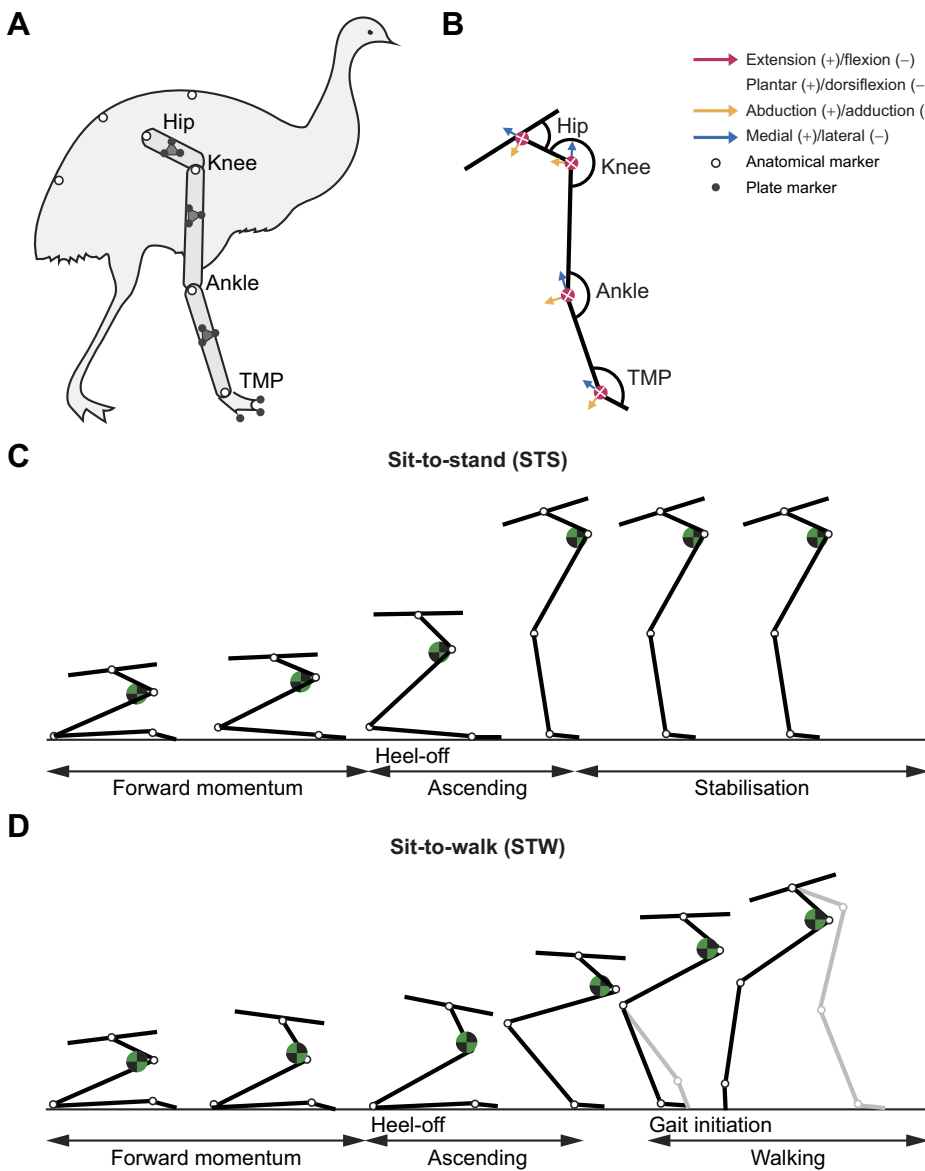 A
Hip
Knee
Ankle
TMP
B
Hip
Knee
Ankle
TMP
Extension (+)/flexion (–)
Plantar (+)/dorsiflexion (–
Abduction (+)/adduction (
Medial (+)/lateral (–)
Anatomical marker
Plate marker
C
Sit-to-stand (STS)
Heel-off
Forward momentum
Ascending
Stabilisation
D
Sit-to-walk (STW)
Heel-off
Gait initiation
Forward momentum
Ascending
Walking